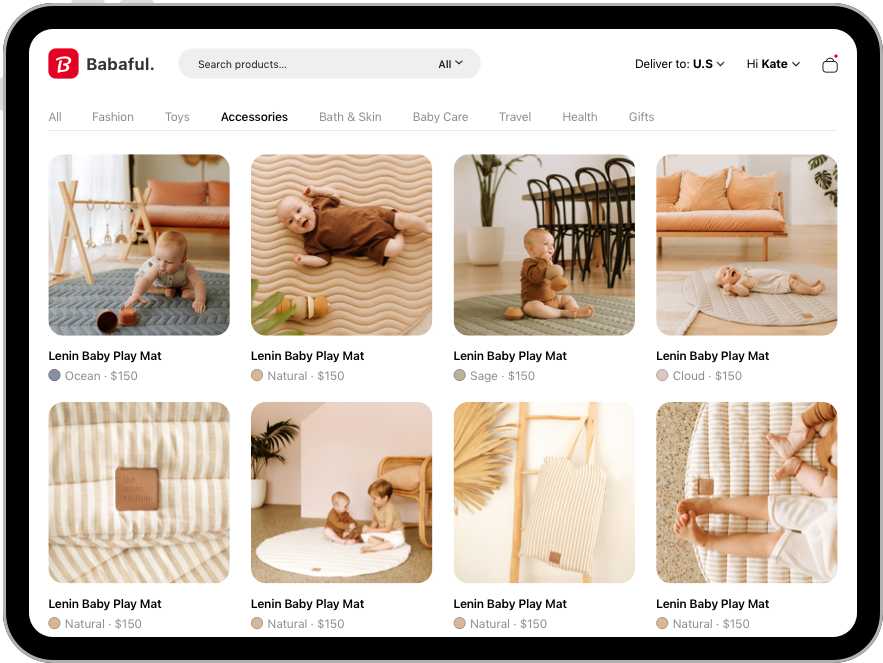 B Babaful. Search products... All Deliver to: U.S Hi Kate
All Fashion Toys Accessories Bath & Skin Baby Care Travel Health Gifts
Lenin Baby Play Mat Lenin Baby Play Mat Lenin Baby Play Mat Lenin Baby Play Mat
Ocean · $150 Natural · $150 Sage · $150 Cloud · $150
the
Lenin Baby Play Mat Lenin Baby Play Mat Lenin Baby Play Mat Lenin Baby Play Mat
Natural · $150 Natural · $150 Natural · $150 Natural · $150